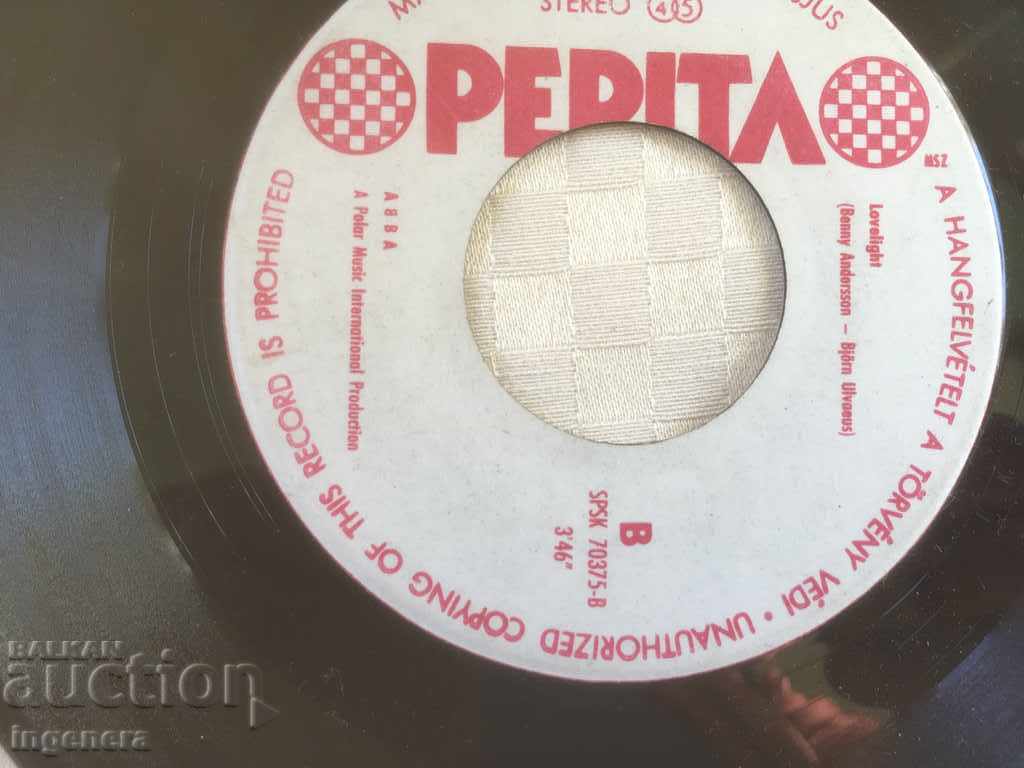 STEREO 45
PEPITA
MSZ
A HANGFELVÉTELT A TÖRVÉNY VÉDI • UNAUTHORIZED COPYING OF THIS RECORD IS PROHIBITED
Lovelight
(Benny Andersson – Björn Ulvaeus)
ABBA
A Polar Music International Production
B
SPSK 70375-B
3'46"
BALKAN
auction
ingenera